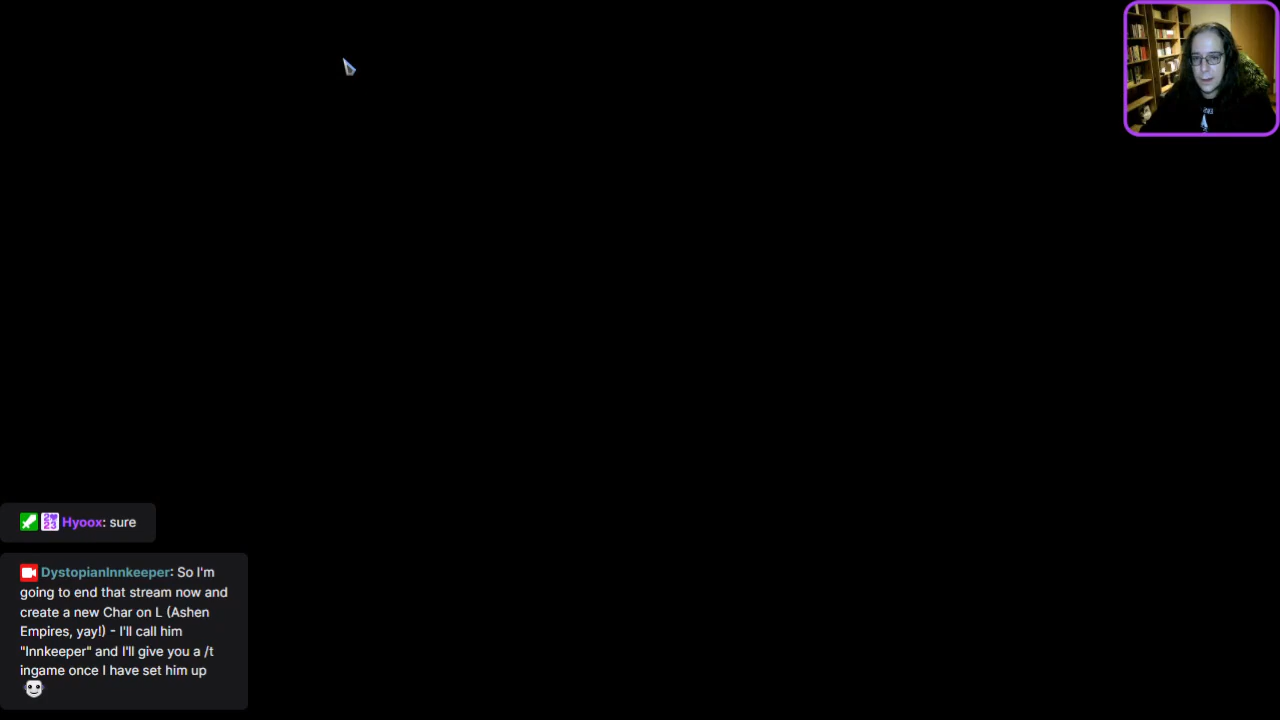 Hyoox: sure
DystopianInnkeeper: So I'm
going to end that stream now and
create a new Char on L (Ashen
Empires, yay!) - I'll call him
"Innkeeper" and I'll give you a /t
ingame once I have set him up